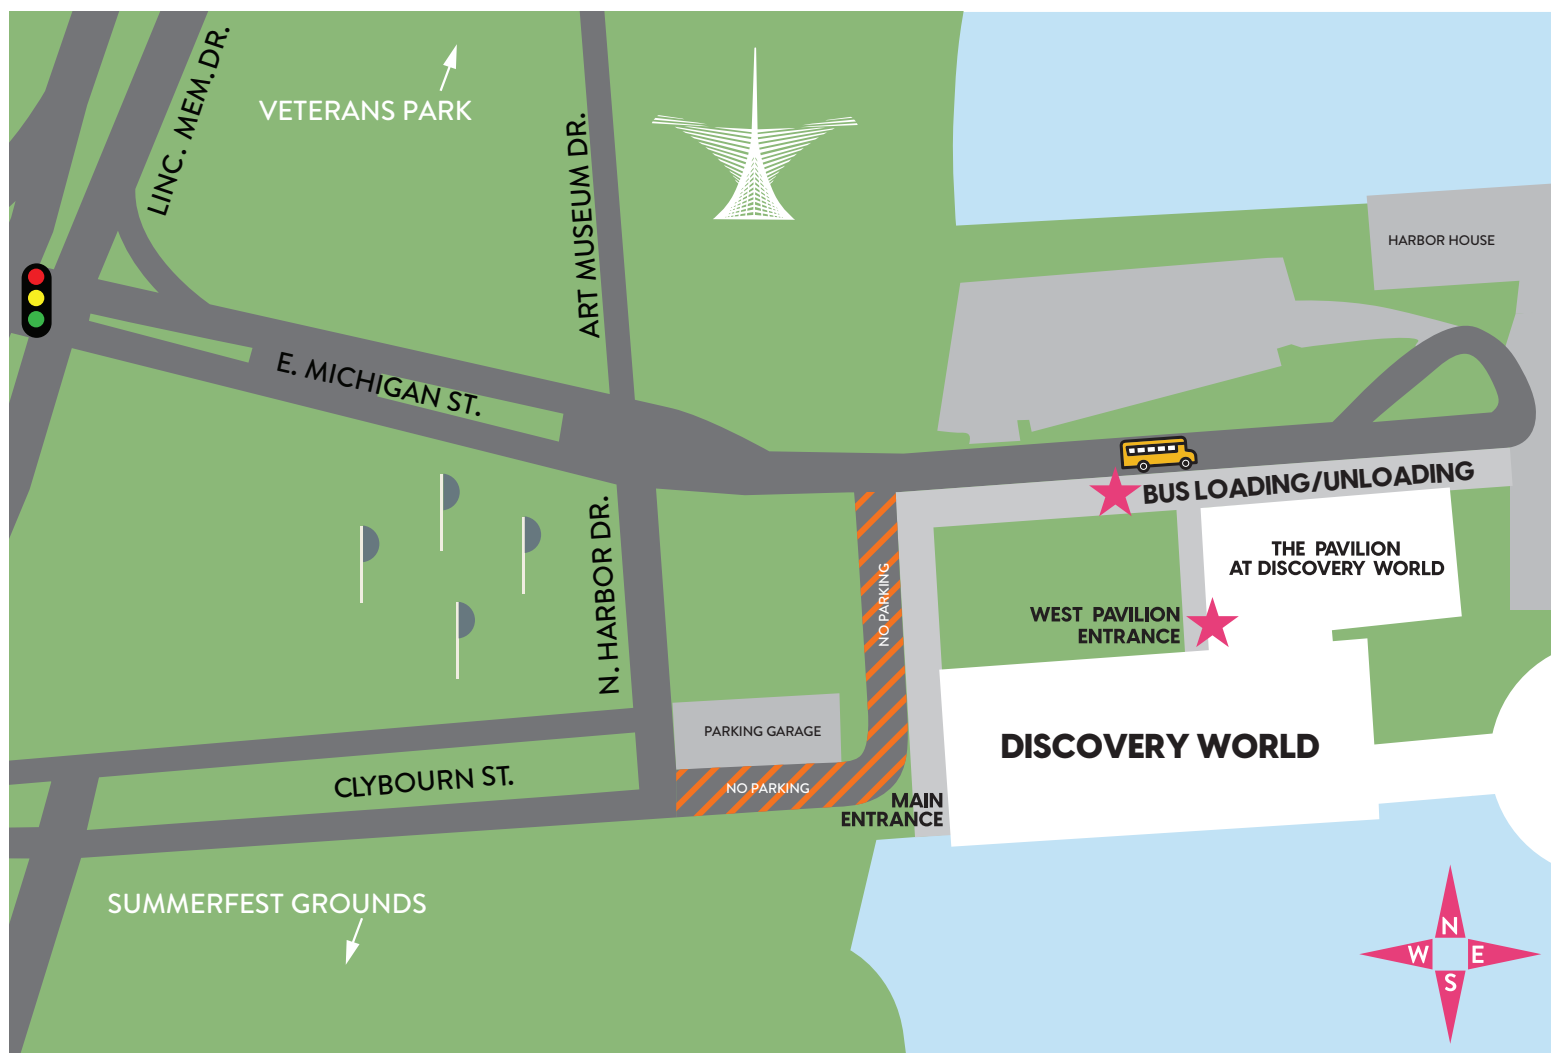 LINC. MEM. DR.
VETERANS PARK
ART MUSEUM DR.
HARBOR HOUSE
E. MICHIGAN ST.
BUS LOADING/UNLOADING
THE PAVILION
AT DISCOVERY WORLD
N. HARBOR DR.
NO PARKING
WEST PAVILION
ENTRANCE
PARKING GARAGE
DISCOVERY WORLD
CLYBOURN ST.
NO PARKING
MAIN
ENTRANCE
SUMMERFEST GROUNDS
N
W E
S